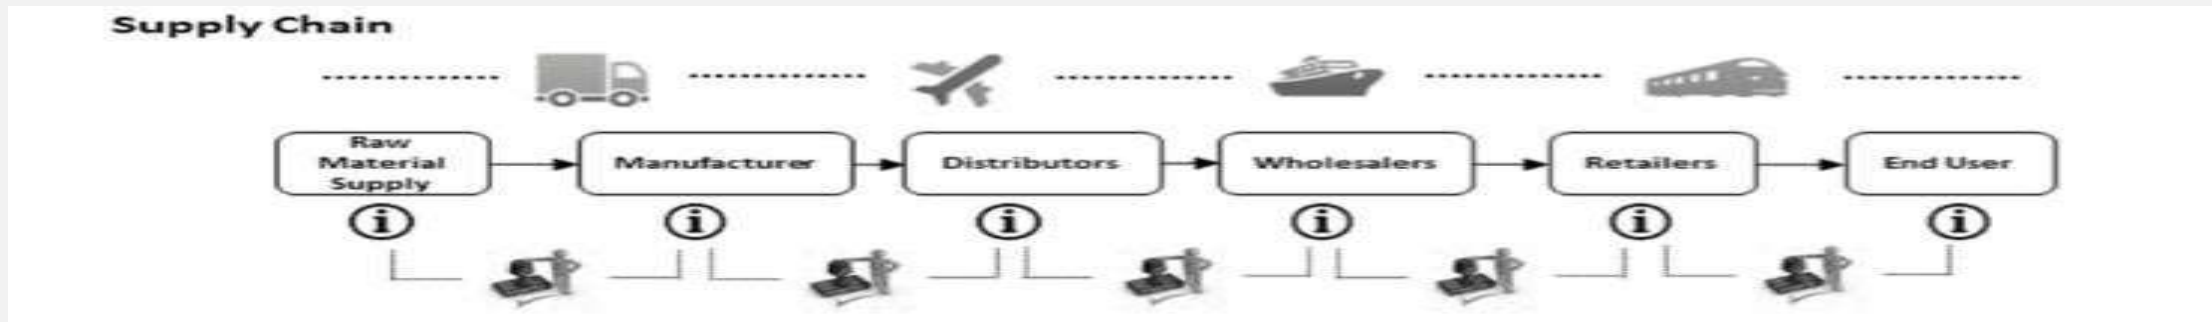 Supply Chain
Raw
Material
Supply
Manufacturer
Distributors
Wholesalers
Retailers
End User
i
i
i
i
i
i